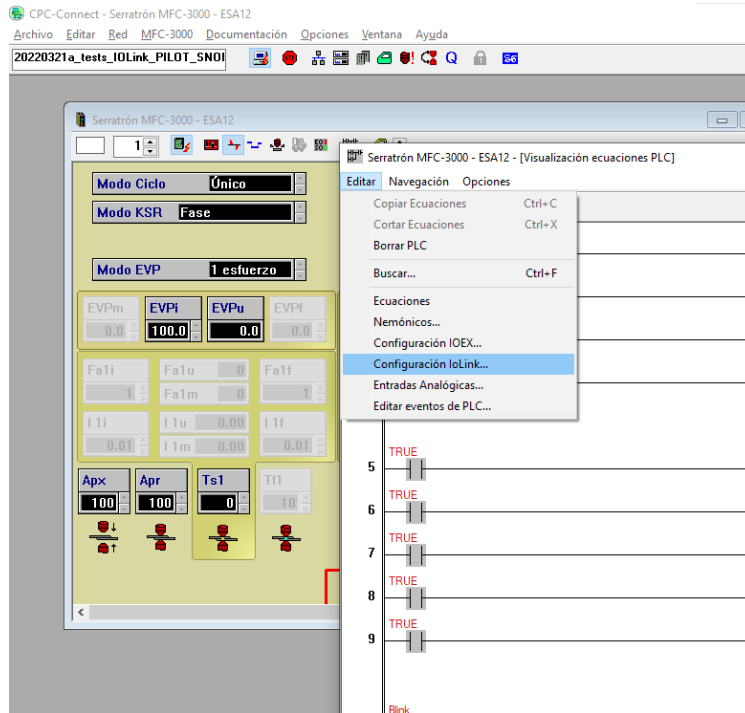 CPC-Connect - Serratrón MFC-3000 - ESA12
Archivo Editar Red MFC-3000 Documentación Opciones Ventana Ayuda
20220321a_tests_IOLink_PILOT_SNOI
STOP
S6
Serratrón MFC-3000 - ESA12
1
Modo Ciclo Único
Modo KSR Fase
Modo EVP 1 esfuerzo
EVPm EVPi EVPu EVPf
0.0 100.0 0.0 0.0
Fa1i Fa1u 0 Fa1f
1 Fa1m 0 1
I1i I1u 0.00 I1f
0.01 I1m 0.00 0.01
Apx Apr Ts1 Tf1
100 100 0 10
Serratrón MFC-3000 - ESA12 - [Visualización ecuaciones PLC]
Editar Navegación Opciones
Copiar Ecuaciones Ctrl+C
Cortar Ecuaciones Ctrl+X
Borrar PLC
Buscar... Ctrl+F
Ecuaciones
Nemónicos...
Configuración IOEX...
Configuración IoLink...
Entradas Analógicas...
Editar eventos de PLC...
TRUE
5
TRUE
6
TRUE
7
TRUE
8
TRUE
9
Blink